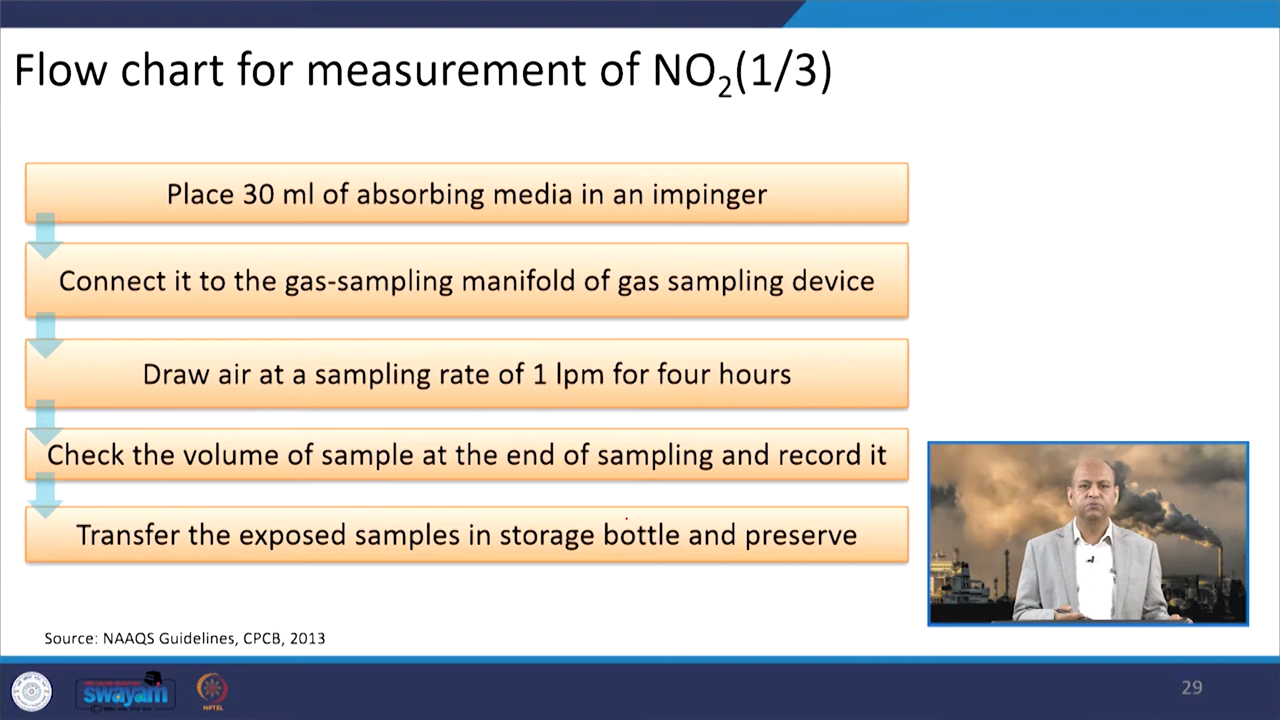 Flow chart for measurement of NO₂(1/3)
Place 30 ml of absorbing media in an impinger
Connect it to the gas-sampling manifold of gas sampling device
Draw air at a sampling rate of 1 lpm for four hours
Check the volume of sample at the end of sampling and record it
Transfer the exposed samples in storage bottle and preserve
Source: NAAQS Guidelines, CPCB, 2013
swayam
NPTEL
29